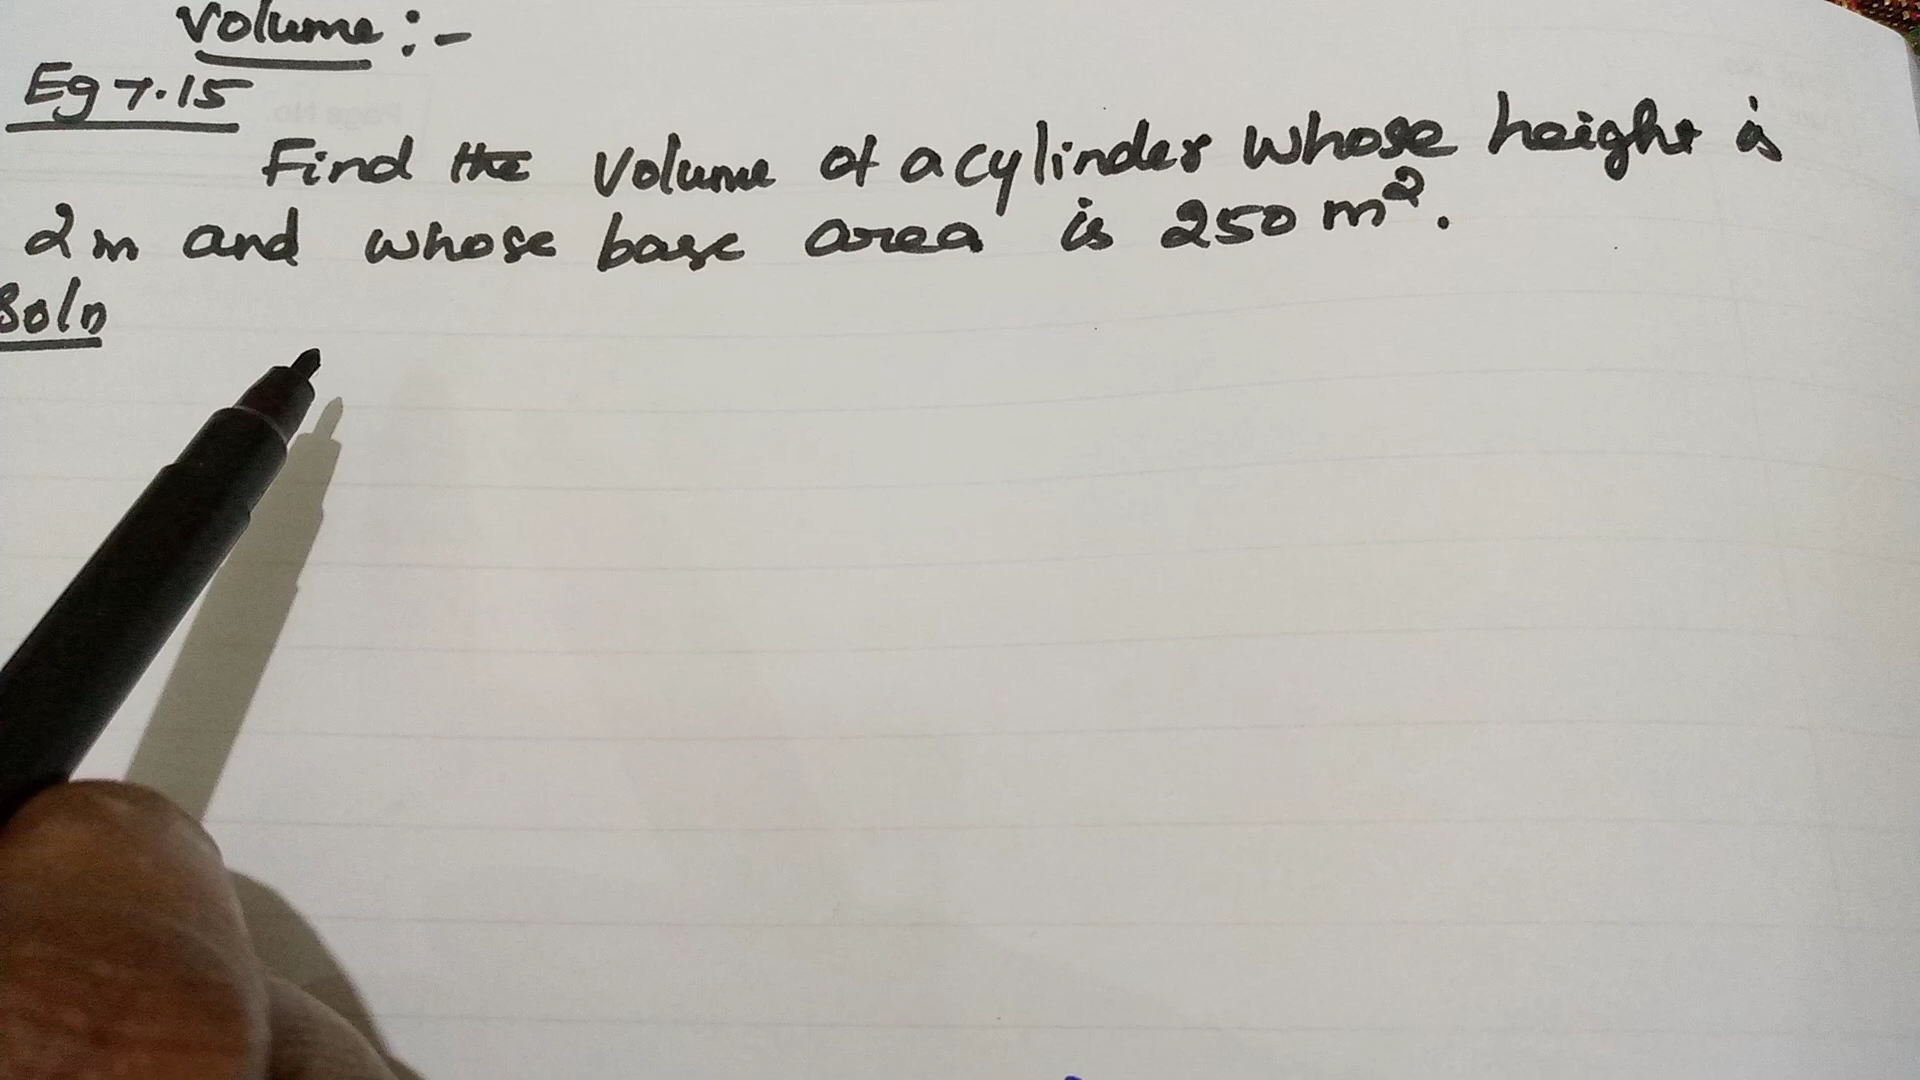 Volume :-
Eg 7.15
Find the Volume of a cylinder whose height is
2m and whose base area is 250 m².
Soln